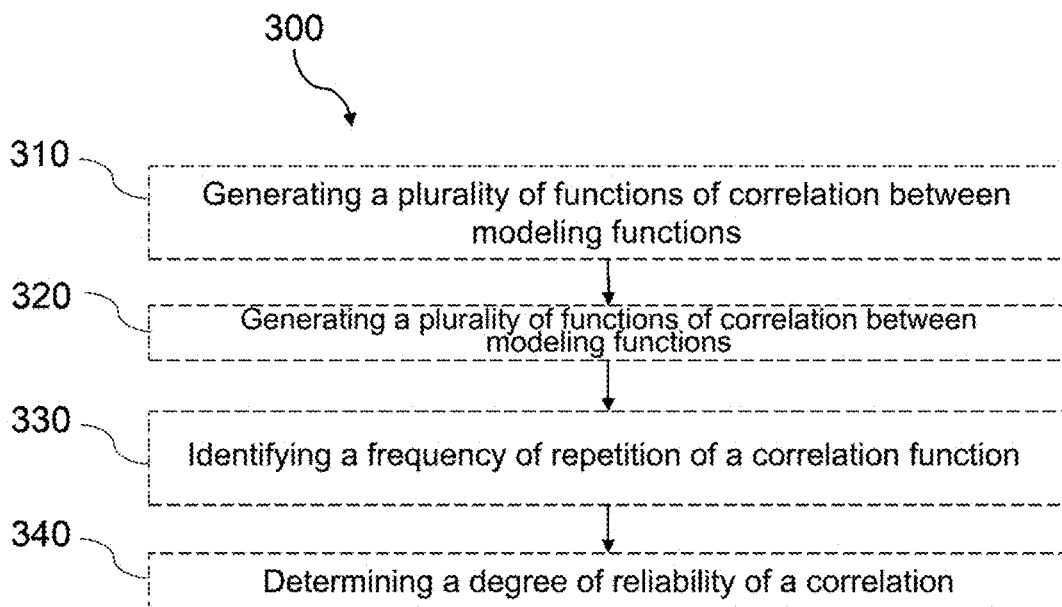 300
310
Generating a plurality of functions of correlation between
modeling functions
320
Generating a plurality of functions of correlation between
modeling functions
330
Identifying a frequency of repetition of a correlation function
340
Determining a degree of reliability of a correlation